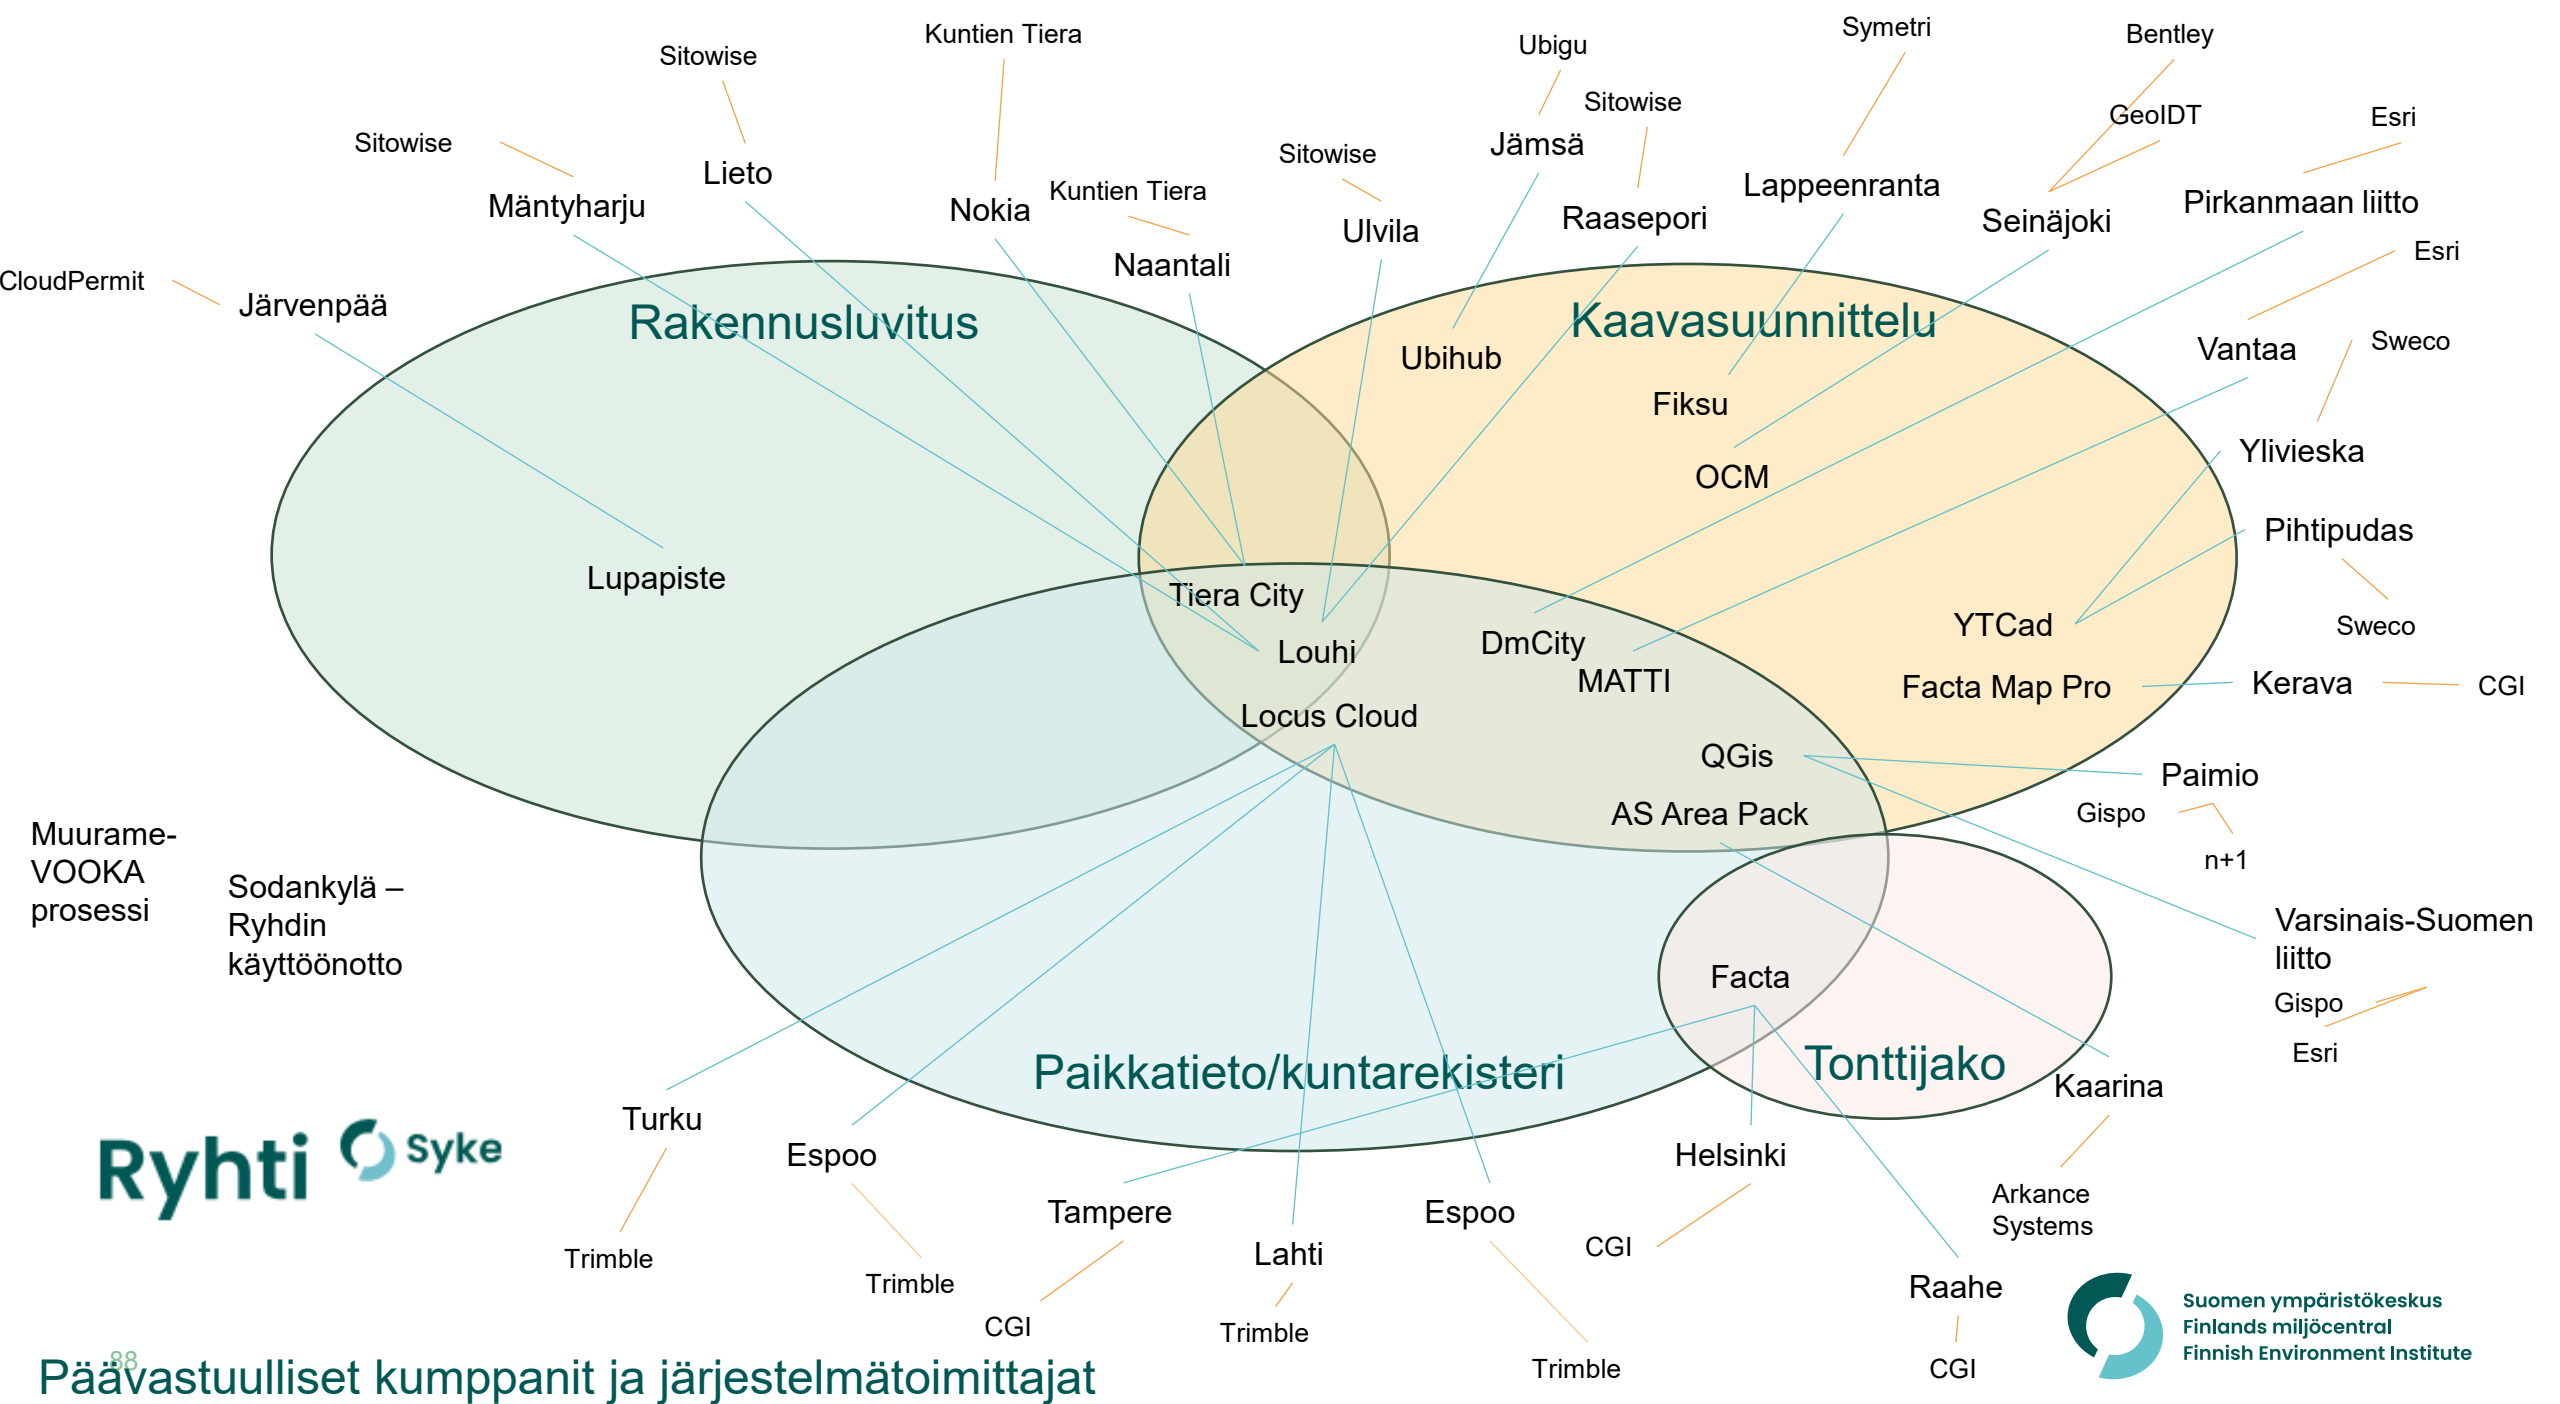 Kuntien Tiera
Symetri
Bentley
Sitowise
Ubigu
Sitowise
GeoIDT
Esri
Sitowise
Lieto
Kuntien Tiera
Sitowise
Jämsä
Lappeenranta
Mäntyharju
Nokia
Ulvila
Raasepori
Seinäjoki
Pirkanmaan liitto
CloudPermit
Järvenpää
Naantali
Esri
Rakennusluvitus
Kaavasuunnittelu
Vantaa
Sweco
Ubihub
Fiksu
Ylivieska
OCM
Pihtipudas
Lupapiste
Tiera City
YTCad
Sweco
Louhi
DmCity
MATTI
Facta Map Pro
Kerava
CGI
Locus Cloud
QGis
Paimio
AS Area Pack
Gispo
n+1
Muurame-
VOOKA
prosessi
Sodankylä –
Ryhdin
käyttöönotto
Varsinais-Suomen
liitto
Gispo
Esri
Facta
Paikkatieto/kuntarekisteri
Tonttijako
Kaarina
Ryhti
Syke
Turku
Espoo
Tampere
Lahti
Espoo
Helsinki
Arkance
Systems
Trimble
Trimble
CGI
Trimble
CGI
Trimble
Raahe
CGI
Suomen ympäristökeskus
Finlands miljöcentral
Finnish Environment Institute
88
Päävastuulliset kumppanit ja järjestelmätoimittajat